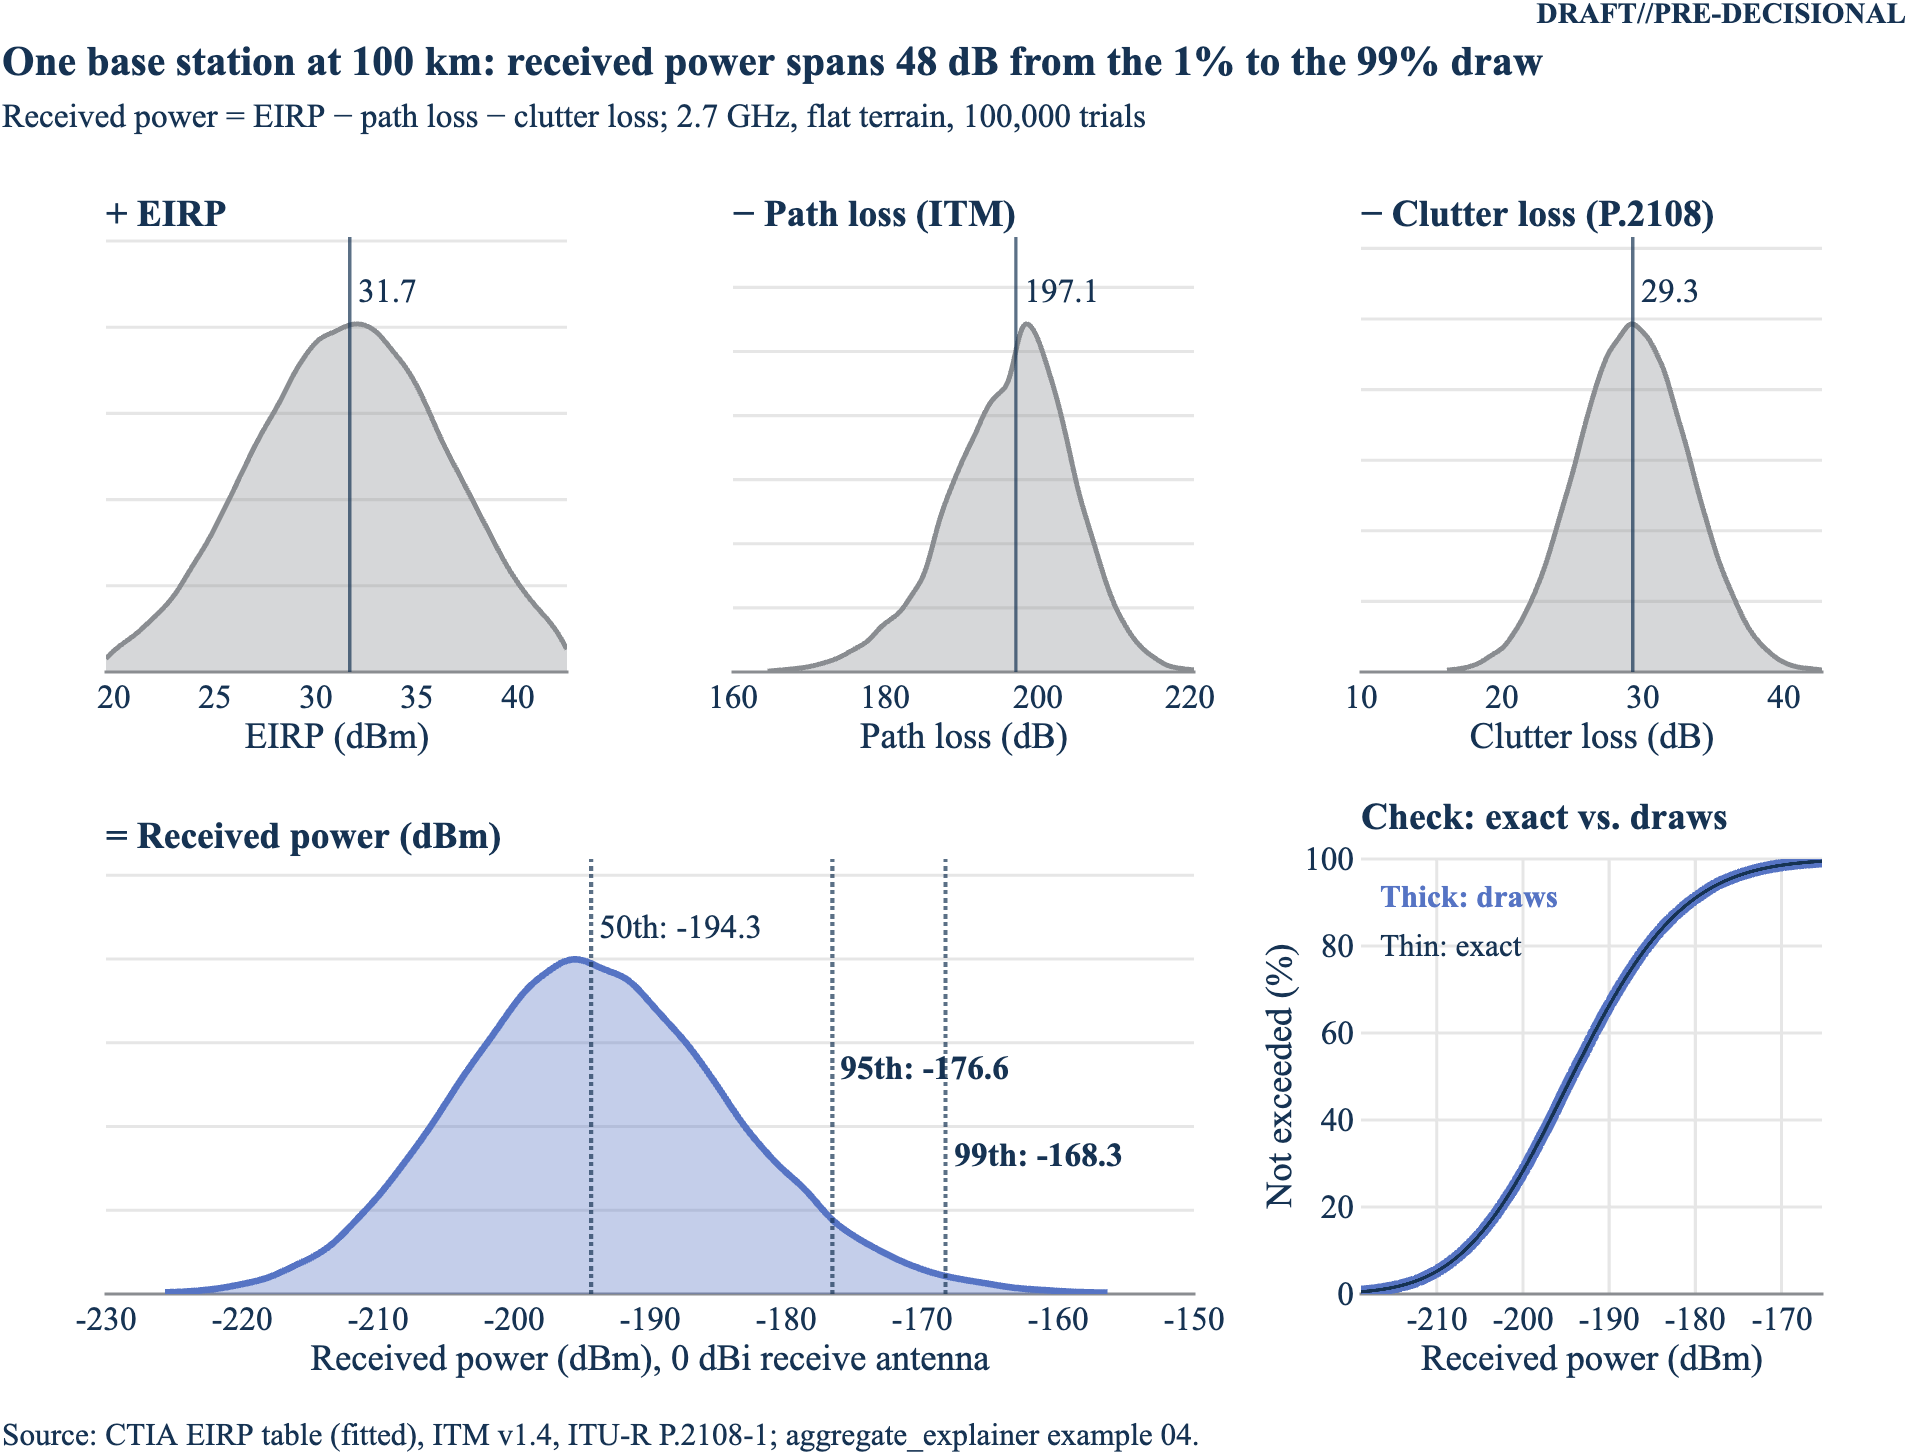 DRAFT//PRE-DECISIONAL
One base station at 100 km: received power spans 48 dB from the 1% to the 99% draw
Received power = EIRP − path loss − clutter loss; 2.7 GHz, flat terrain, 100,000 trials
+ EIRP
31.7
20 25 30 35 40
EIRP (dBm)
− Path loss (ITM)
197.1
160 180 200 220
Path loss (dB)
− Clutter loss (P.2108)
29.3
10 20 30 40
Clutter loss (dB)
= Received power (dBm)
50th: -194.3
95th: -176.6
99th: -168.3
-230 -220 -210 -200 -190 -180 -170 -160 -150
Received power (dBm), 0 dBi receive antenna
Check: exact vs. draws
Thick: draws
Thin: exact
Not exceeded (%)
100
80
60
40
20
0
-210 -200 -190 -180 -170
Received power (dBm)
Source: CTIA EIRP table (fitted), ITM v1.4, ITU-R P.2108-1; aggregate_explainer example 04.